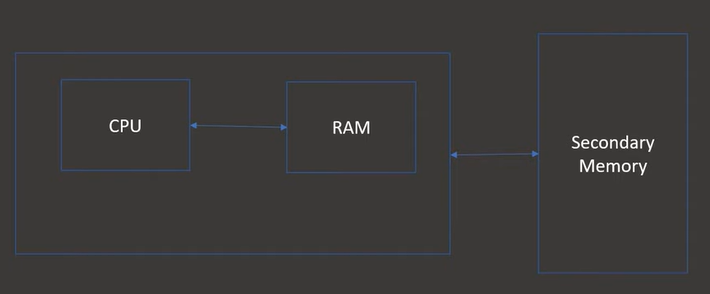 CPU
RAM
Secondary
Memory